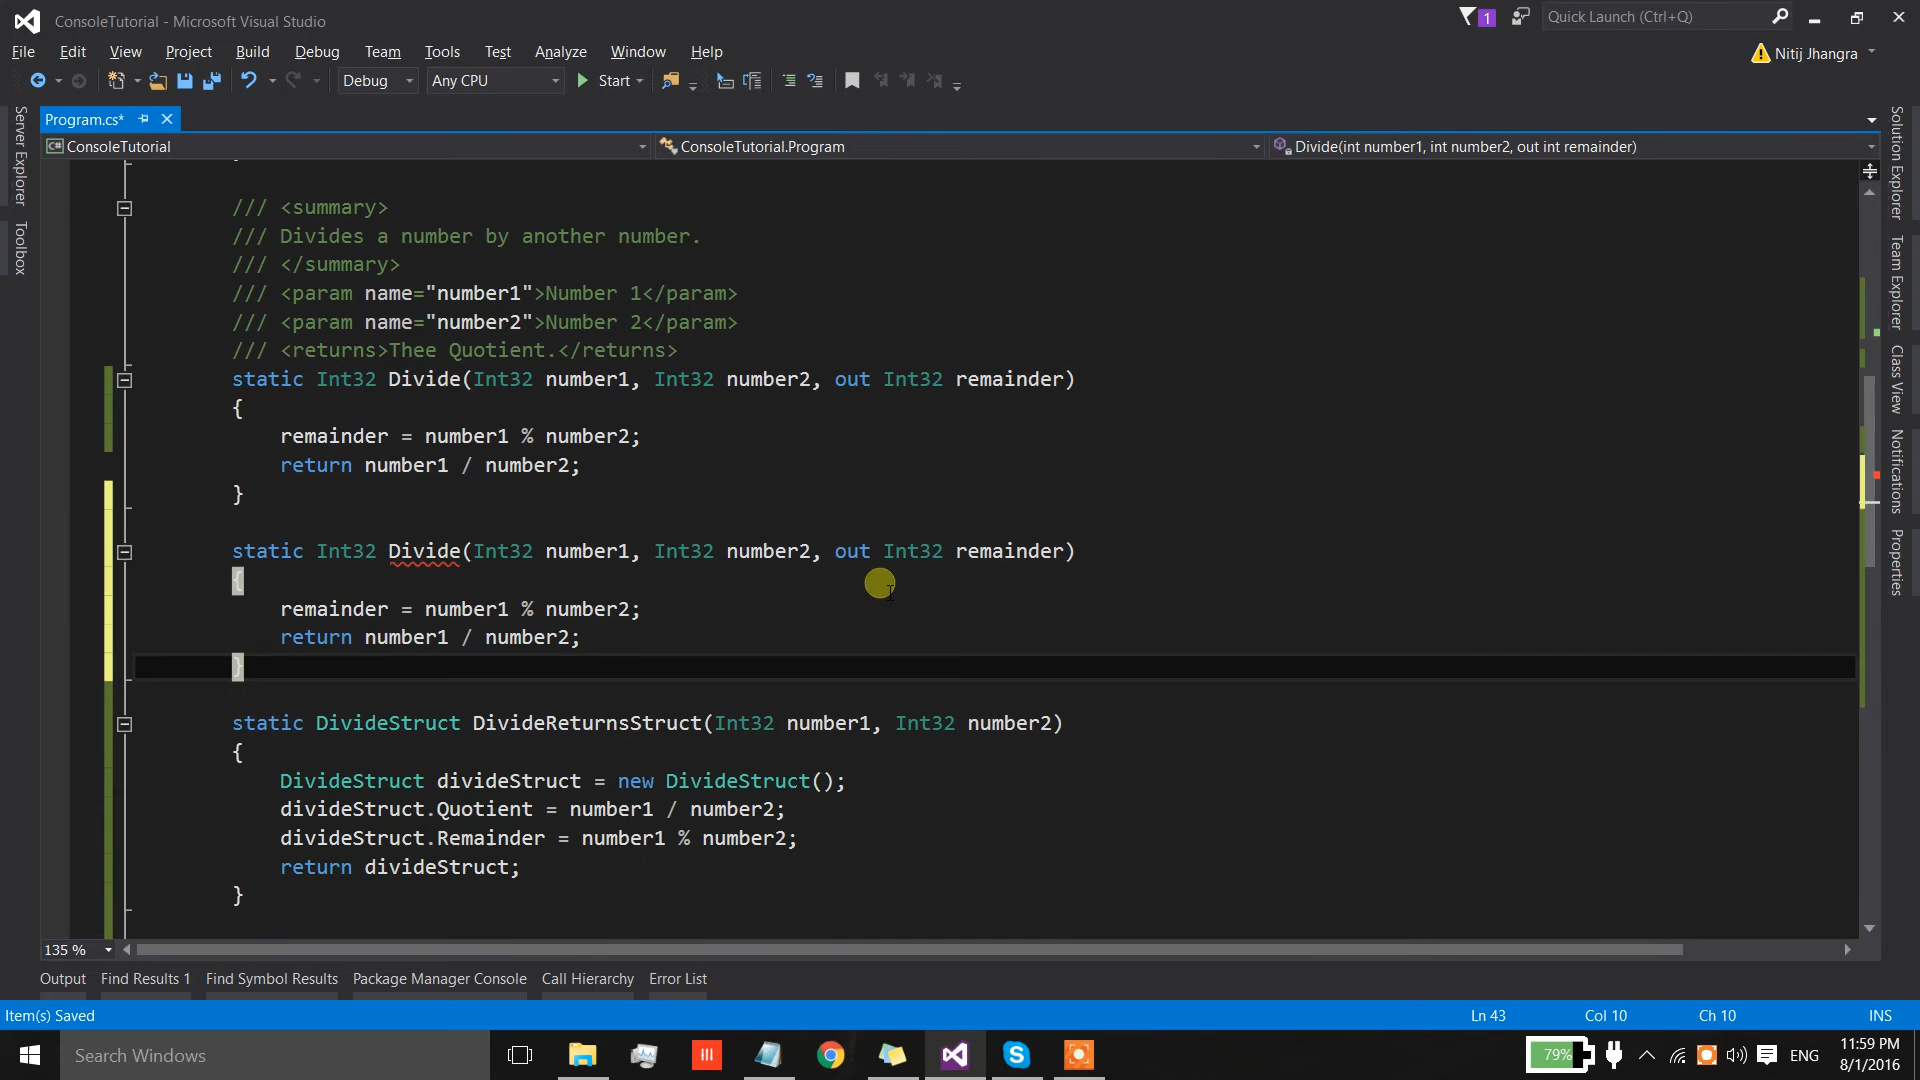 ConsoleTutorial - Microsoft Visual Studio
1
Quick Launch (Ctrl+Q)
File Edit View Project Build Debug Team Tools Test Analyze Window Help
Nitij Jhangra
Debug Any CPU Start
Program.cs*
C# ConsoleTutorial ConsoleTutorial.Program Divide(int number1, int number2, out int remainder)
Server Explorer
Toolbox
/// <summary>
/// Divides a number by another number.
/// </summary>
/// <param name="number1">Number 1</param>
/// <param name="number2">Number 2</param>
/// <returns>Thee Quotient.</returns>
static Int32 Divide(Int32 number1, Int32 number2, out Int32 remainder)
{
remainder = number1 % number2;
return number1 / number2;
}
static Int32 Divide(Int32 number1, Int32 number2, out Int32 remainder)
{
remainder = number1 % number2;
return number1 / number2;
}
static DivideStruct DivideReturnsStruct(Int32 number1, Int32 number2)
{
DivideStruct divideStruct = new DivideStruct();
divideStruct.Quotient = number1 / number2;
divideStruct.Remainder = number1 % number2;
return divideStruct;
}
Solution Explorer
Team Explorer
Class View
Notifications
Properties
135 %
Output Find Results 1 Find Symbol Results Package Manager Console Call Hierarchy Error List
Item(s) Saved Ln 43 Col 10 Ch 10 INS
Search Windows
79%
ENG
11:59 PM
8/1/2016